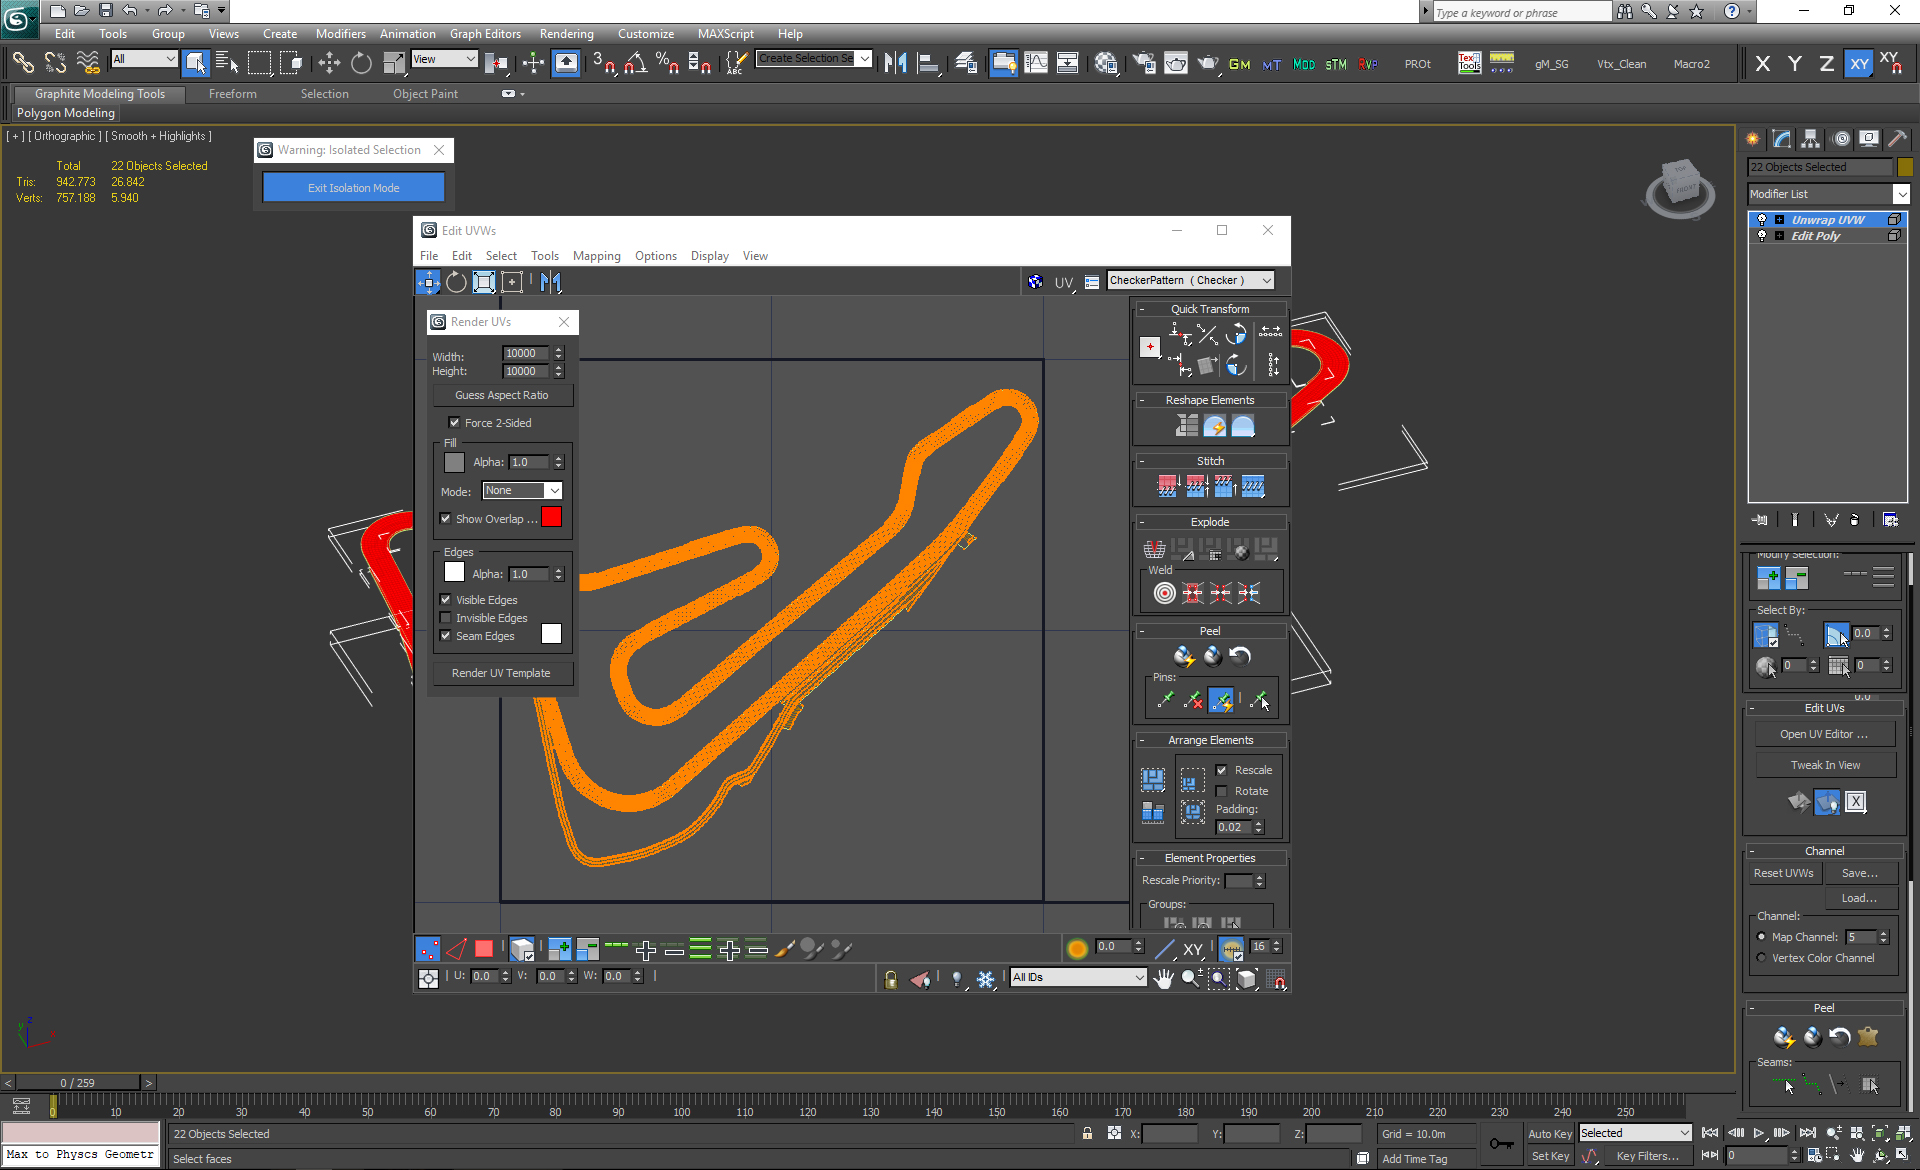 Type a keyword or phrase
Edit Tools Group Views Create Modifiers Animation Graph Editors Rendering Customize MAXScript Help
All View Create Selection Se GM MT MOD sTM RVP PROt TexTools gM_SG Vtx_Clean Macro2 X Y Z XY XY
Graphite Modeling Tools Freeform Selection Object Paint
Polygon Modeling
[ + ] [ Orthographic ] [ Smooth + Highlights ]
Total 22 Objects Selected
Tris: 942.773 26.842
Verts: 757.188 5.940
Warning: Isolated Selection
Exit Isolation Mode
TOP
FRONT
22 Objects Selected
Modifier List
Unwrap UVW
Edit Poly
Edit UVWs
File Edit Select Tools Mapping Options Display View
UV CheckerPattern ( Checker )
Render UVs
Width: 10000
Height: 10000
Guess Aspect Ratio
Force 2-Sided
Fill
Alpha: 1.0
Mode: None
Show Overlap ...
Edges
Alpha: 1.0
Visible Edges
Invisible Edges
Seam Edges
Render UV Template
Quick Transform
Reshape Elements
Stitch
Explode
Weld
Peel
Pins:
Arrange Elements
Rescale
Rotate
Padding:
0.02
Element Properties
Rescale Priority:
Groups:
0.0 XY 16
U: 0.0 V: 0.0 W: 0.0 All IDs
Modify Selection:
Select By:
0.0
0 0
0.0
Edit UVs
Open UV Editor ...
Tweak In View
Channel
Reset UVWs Save...
Load...
Channel:
Map Channel: 5
Vertex Color Channel
Peel
Seams:
z
y
x
< 0 / 259 >
0 10 20 30 40 50 60 70 80 90 100 110 120 130 140 150 160 170 180 190 200 210 220 230 240 250
22 Objects Selected X: Y: Z: Grid = 10.0m Auto Key Selected
Max to Physcs Geometr Select faces Add Time Tag Set Key Key Filters... 0